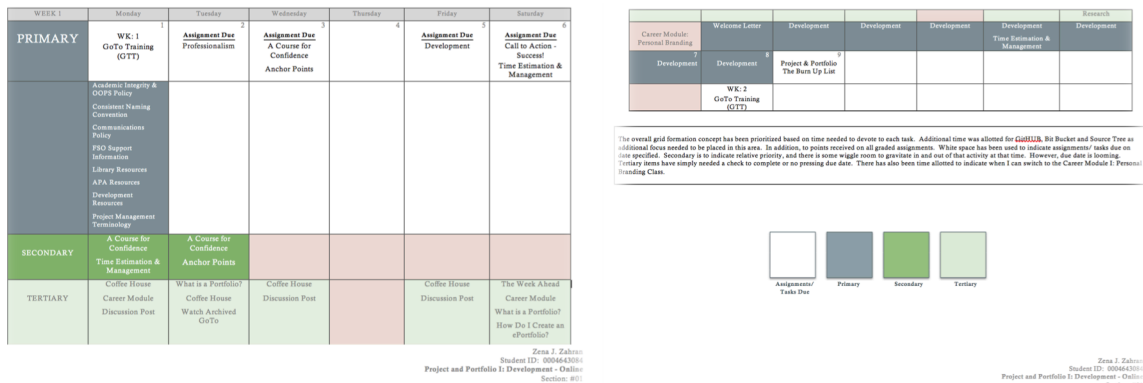 WEEK 1 Monday Tuesday Wednesday Thursday Friday Saturday
1 2 3 4 5 6
PRIMARY
WK: 1
GoTo Training
(GTT)
Assignment Due
Professionalism
Assignment Due
A Course for
Confidence
Anchor Points
Assignment Due
Development
Assignment Due
Call to Action -
Success!
Time Estimation &
Management
Academic Integrity &
OOPS Policy
Consistent Naming
Convention
Communications
Policy
FSO Support
Information
Library Resources
APA Resources
Development
Resources
Project Management
Terminology
SECONDARY
A Course for
Confidence
Time Estimation &
Management
A Course for
Confidence
Anchor Points
TERTIARY
Coffee House
Career Module
Discussion Post
What is a Portfolio?
Coffee House
Watch Archived
GoTo
Coffee House
Discussion Post
Coffee House
Discussion Post
The Week Ahead
Career Module
What is a Portfolio?
How Do I Create an
ePortfolio?
Zena J. Zahran
Student ID: 0004643084
Project and Portfolio I: Development - Online
Section: #01
Research
Career Module:
Personal Branding
Welcome Letter
Development
Development
Development
Development
Time Estimation &
Management
Development
7 8 9
Development
Development
Project & Portfolio
The Burn Up List
WK: 2
GoTo Training
(GTT)
The overall grid formation concept has been prioritized based on time needed to devote to each task. Additional time was allotted for GitHUB, Bit Bucket and Source Tree as
additional focus needed to be placed in this area. In addition, to points received on all graded assignments. White space has been used to indicate assignments/ tasks due on
date specified. Secondary is to indicate relative priority, and there is some wiggle room to gravitate in and out of that activity at that time. However, due date is looming.
Tertiary items have simply needed a check to complete or no pressing due date. There has also been time allotted to indicate when I can switch to the Career Module I: Personal
Branding Class.
Assignments/
Tasks Due
Primary
Secondary
Tertiary
Zena J. Zahran
Student ID: 0004643084
Project and Portfolio I: Development - Online